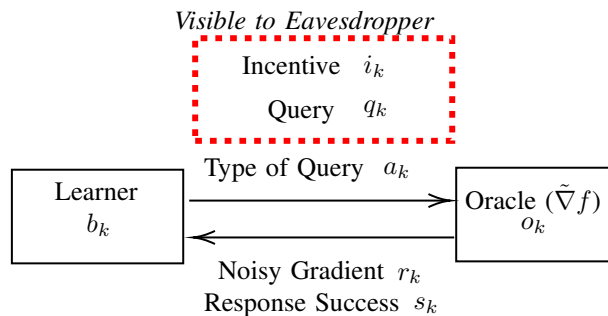 Visible to Eavesdropper
Incentive i_k
Query q_k
Type of Query a_k
Learner
b_k
Oracle (∇̃f)
o_k
Noisy Gradient r_k
Response Success s_k